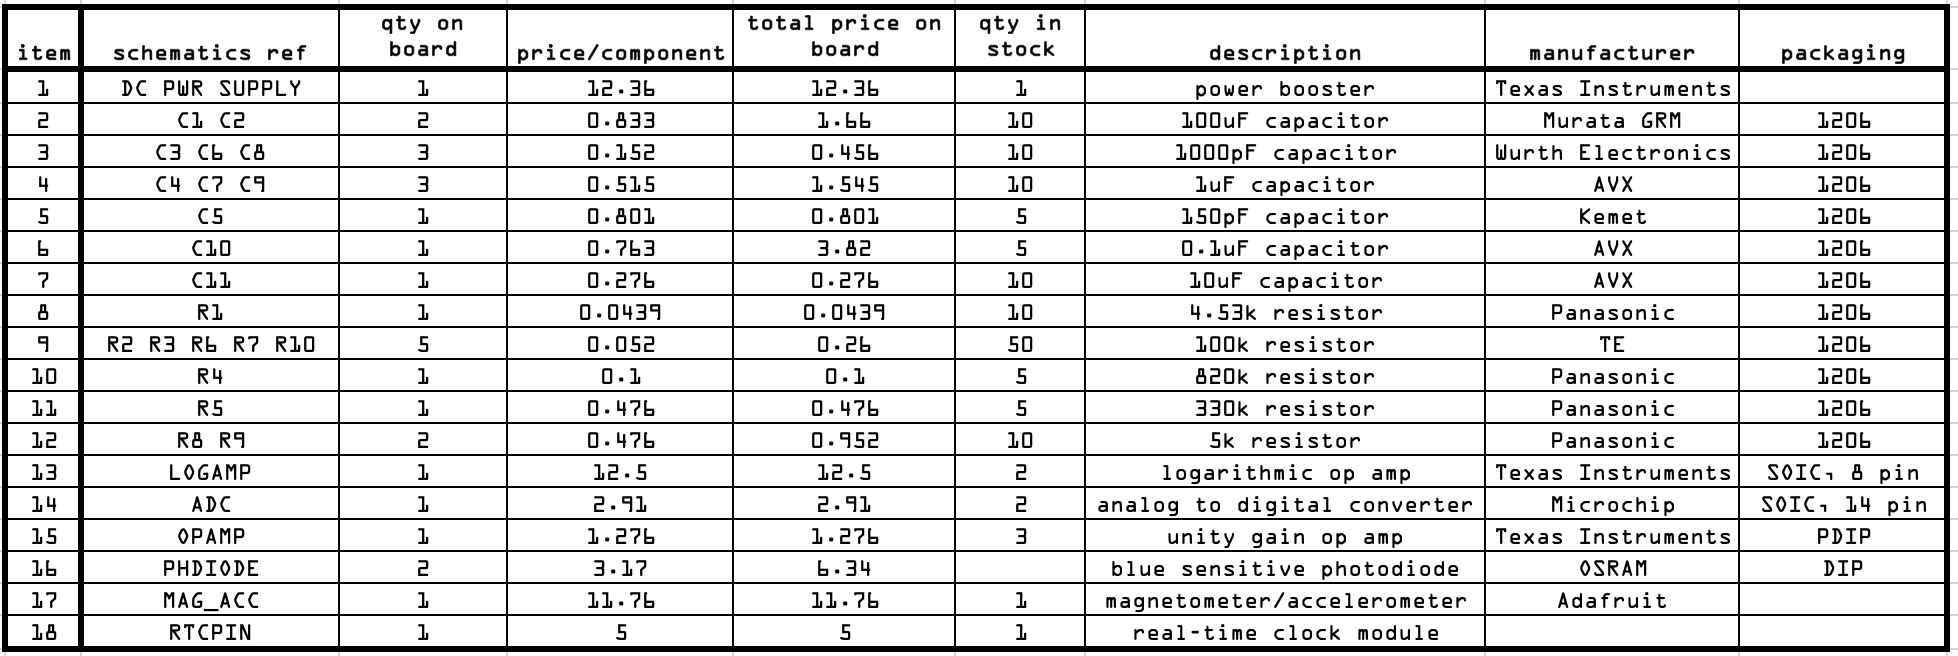 item schematics ref qty on board price/component total price on board qty in stock description manufacturer packaging
1 DC PWR SUPPLY 1 12.36 12.36 1 power booster Texas Instruments
2 C1 C2 2 0.833 1.66 10 100uF capacitor Murata GRM 1206
3 C3 C6 C8 3 0.152 0.456 10 1000pF capacitor Wurth Electronics 1206
4 C4 C7 C9 3 0.515 1.545 10 1uF capacitor AVX 1206
5 C5 1 0.801 0.801 5 150pF capacitor Kemet 1206
6 C10 1 0.763 3.82 5 0.1uF capacitor AVX 1206
7 C11 1 0.276 0.276 10 10uF capacitor AVX 1206
8 R1 1 0.0439 0.0439 10 4.53k resistor Panasonic 1206
9 R2 R3 R6 R7 R10 5 0.052 0.26 50 100k resistor TE 1206
10 R4 1 0.1 0.1 5 820k resistor Panasonic 1206
11 R5 1 0.476 0.476 5 330k resistor Panasonic 1206
12 R8 R9 2 0.476 0.952 10 5k resistor Panasonic 1206
13 LOGAMP 1 12.5 12.5 2 logarithmic op amp Texas Instruments SOIC, 8 pin
14 ADC 1 2.91 2.91 2 analog to digital converter Microchip SOIC, 14 pin
15 OPAMP 1 1.276 1.276 3 unity gain op amp Texas Instruments PDIP
16 PHDIODE 2 3.17 6.34 blue sensitive photodiode OSRAM DIP
17 MAG_ACC 1 11.76 11.76 1 magnetometer/accelerometer Adafruit
18 RTCPIN 1 5 5 1 real-time clock module